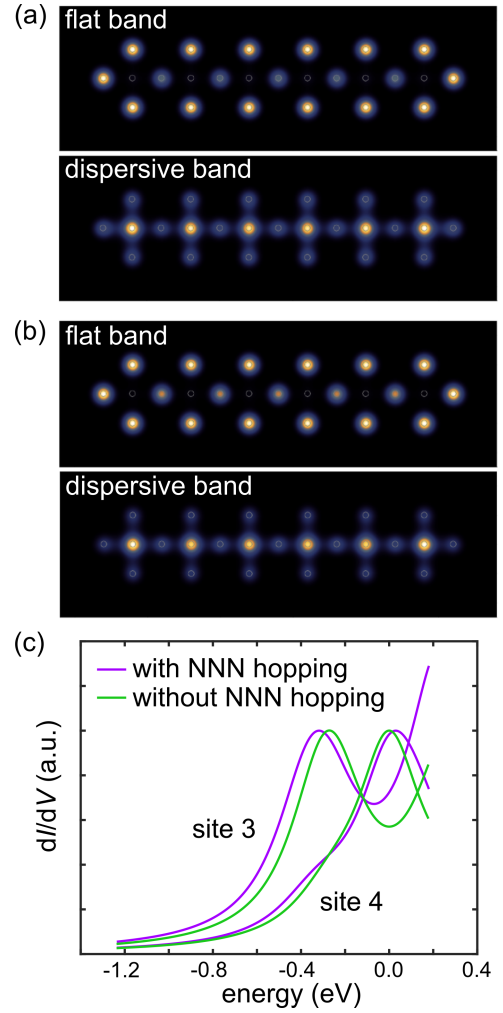 (a)
flat band
dispersive band
(b)
flat band
dispersive band
(c)
with NNN hopping
without NNN hopping
dI/dV (a.u.)
site 3
site 4
-1.2 -0.8 -0.4 0.0 0.4
energy (eV)